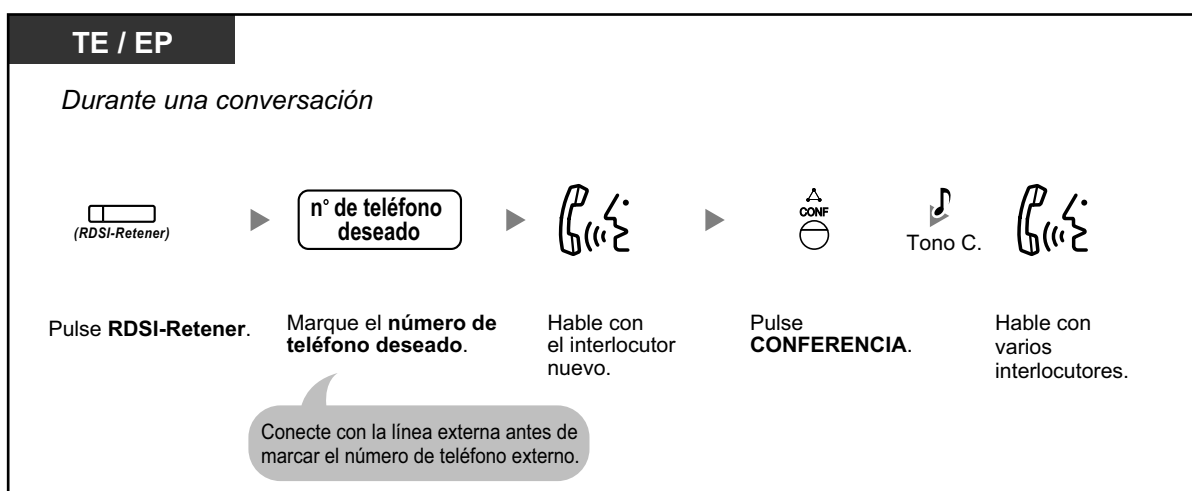 TE / EP
Durante una conversación
(RDSI-Retener)
n° de teléfono
deseado
CONF
Tono C.
Pulse RDSI-Retener.
Marque el número de
teléfono deseado.
Hable con
el interlocutor
nuevo.
Pulse
CONFERENCIA.
Hable con
varios
interlocutores.
Conecte con la línea externa antes de
marcar el número de teléfono externo.